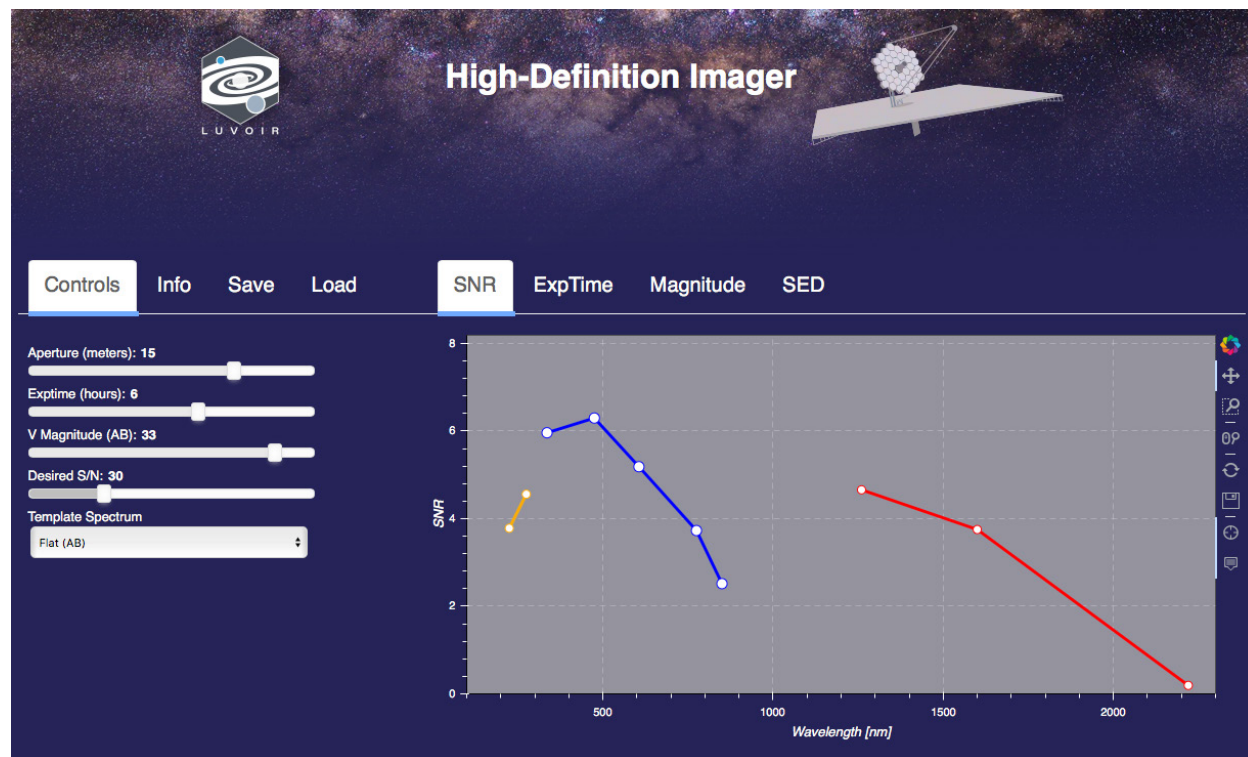 High-Definition Imager
LUVOIR
Controls Info Save Load
SNR ExpTime Magnitude SED
Aperture (meters): 15
Exptime (hours): 6
V Magnitude (AB): 33
Desired S/N: 30
Template Spectrum
Flat (AB)
SNR
8
6
4
2
0
500 1000 1500 2000
Wavelength [nm]